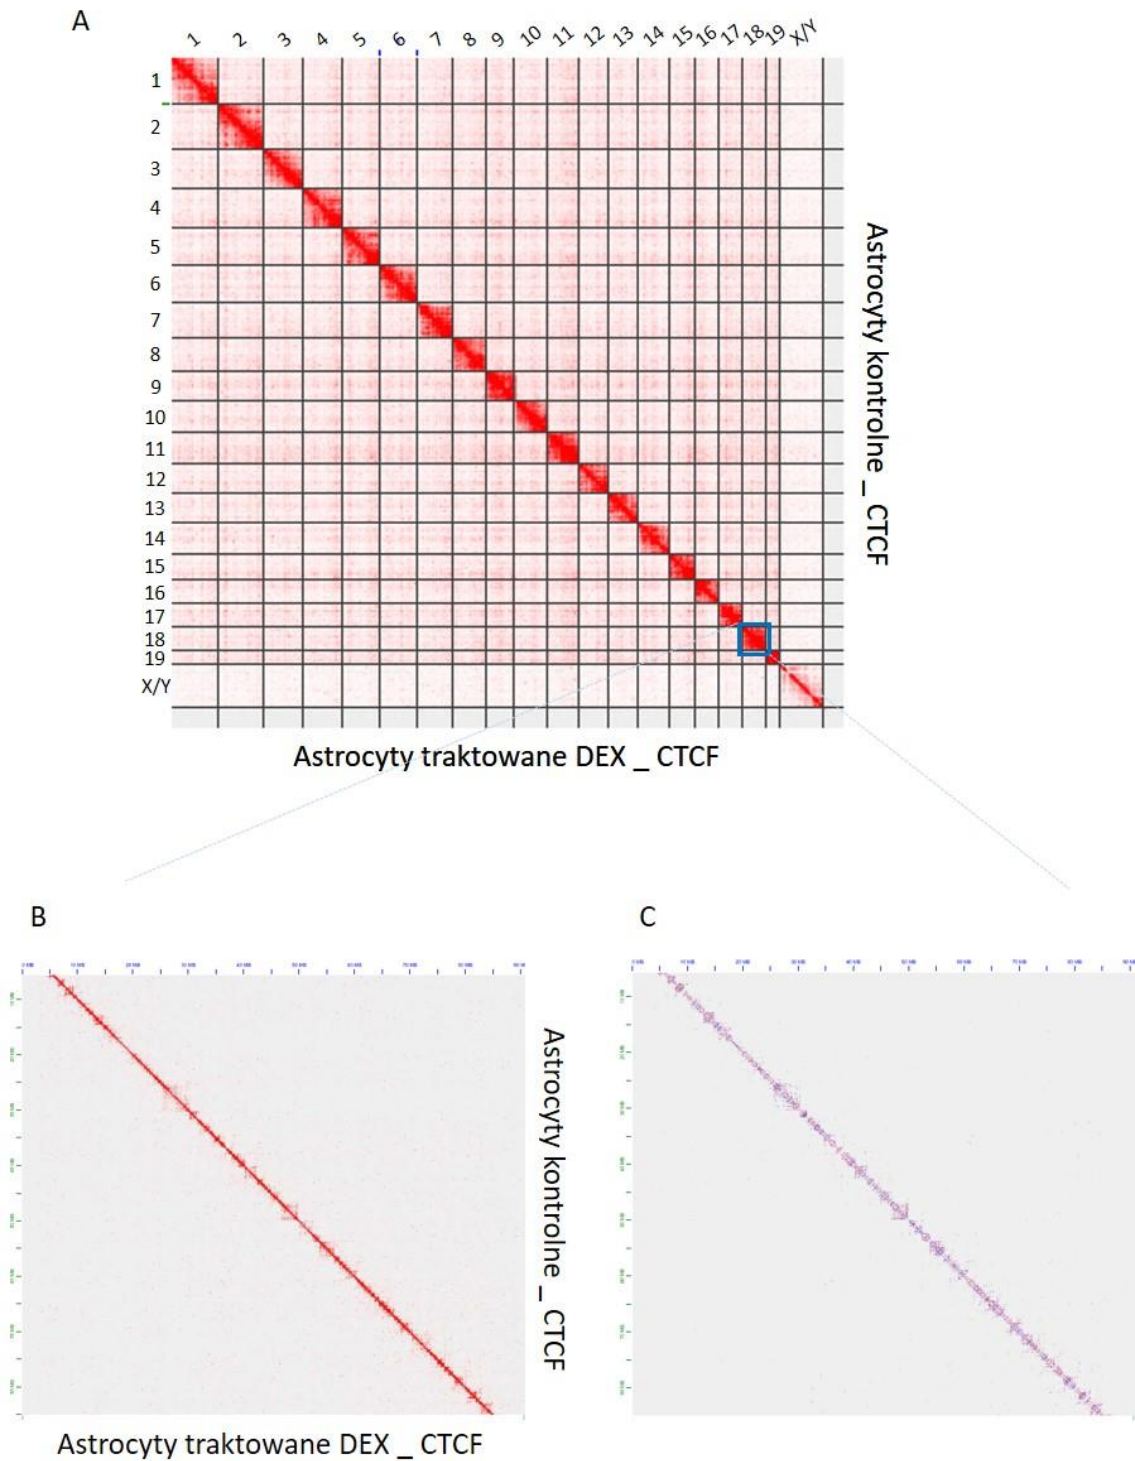 A
1 2 3 4 5 6 7 8 9 10 11 12 13 14 15 16 17 18 19 X/Y
1
2
3
4
5
6
7
8
9
10
11
12
13
14
15
16
17
18
19
X/Y
Astrocyty kontrolne _ CTCF
Astrocyty traktowane DEX _ CTCF
B
Astrocyty kontrolne _ CTCF
Astrocyty traktowane DEX _ CTCF
C